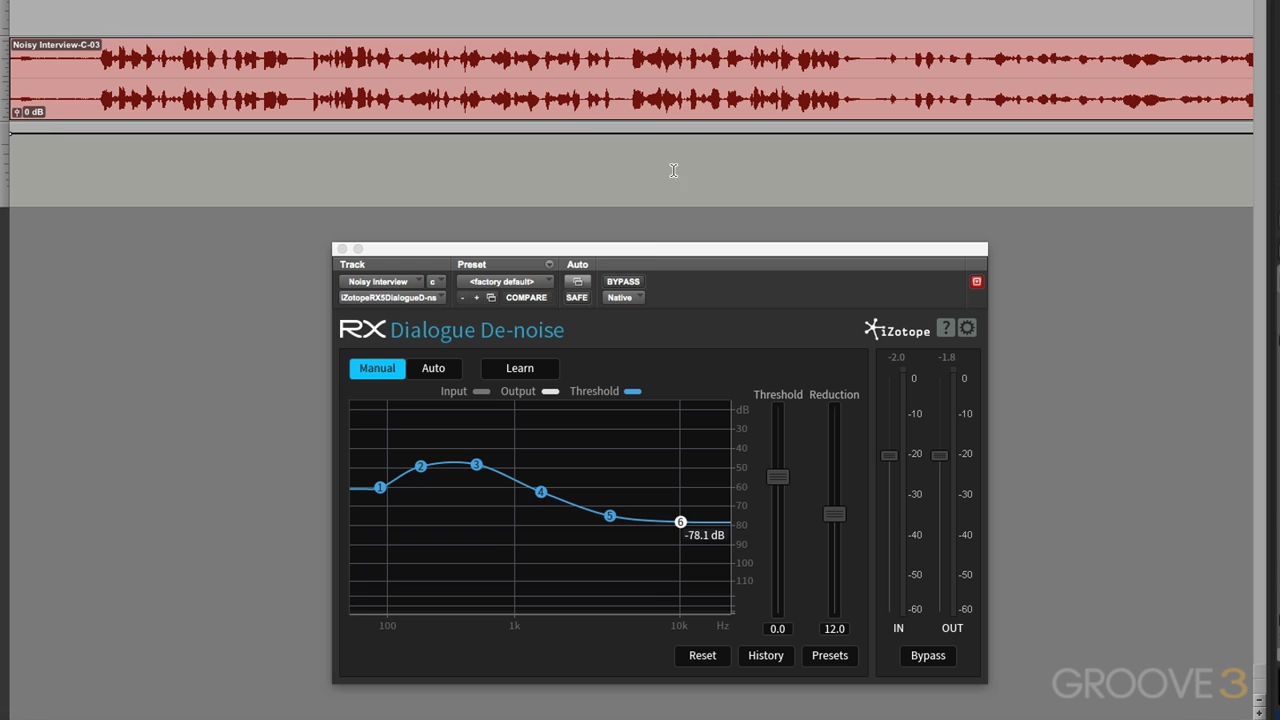 Noisy Interview-C-03
0 dB
Track
Preset
Auto
Noisy Interview
c
<factory default>
BYPASS
iZotopeRX5DialogueD-ns
- +
COMPARE
SAFE
Native
RX Dialogue De-noise
iZotope
?
Manual
Auto
Learn
Input
Output
Threshold
Threshold
Reduction
dB
30
40
50
60
70
80
90
100
110
1
2
3
4
5
6
-78.1 dB
100
1k
10k
Hz
0.0
12.0
-2.0
-1.8
0
-10
-20
-30
-40
-50
-60
0
-10
-20
-30
-40
-50
-60
IN
OUT
Reset
History
Presets
Bypass
GROOVE 3